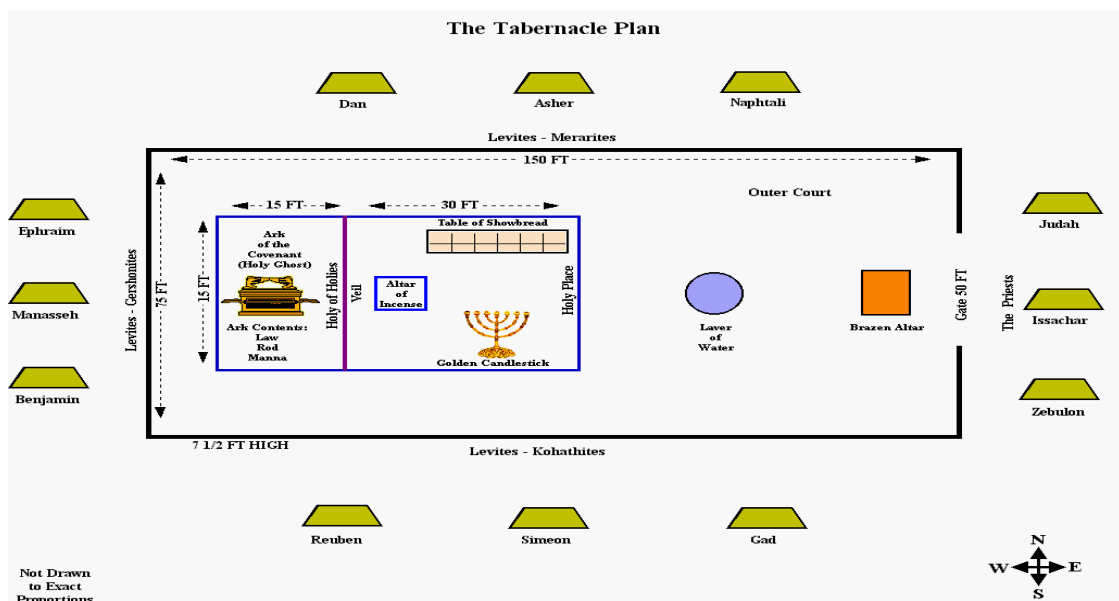 The Tabernacle Plan
Dan
Asher
Naphtali
Levites - Merarites
150 FT
Outer Court
Ephraim
Manasseh
Benjamin
Levites - Gershonites
75 FT
15 FT
30 FT
15 FT
Ark
of the
Covenant
(Holy Ghost)
Ark Contents:
Law
Rod
Manna
Holy of Holies
Veil
Table of Showbread
Altar
of
Incense
Golden Candlestick
Holy Place
Laver
of
Water
Brazen Altar
Gate 50 FT
The Priests
Judah
Issachar
Zebulon
7 1/2 FT HIGH
Levites - Kohathites
Reuben
Simeon
Gad
N
W E
S
Not Drawn
to Exact
Proportions